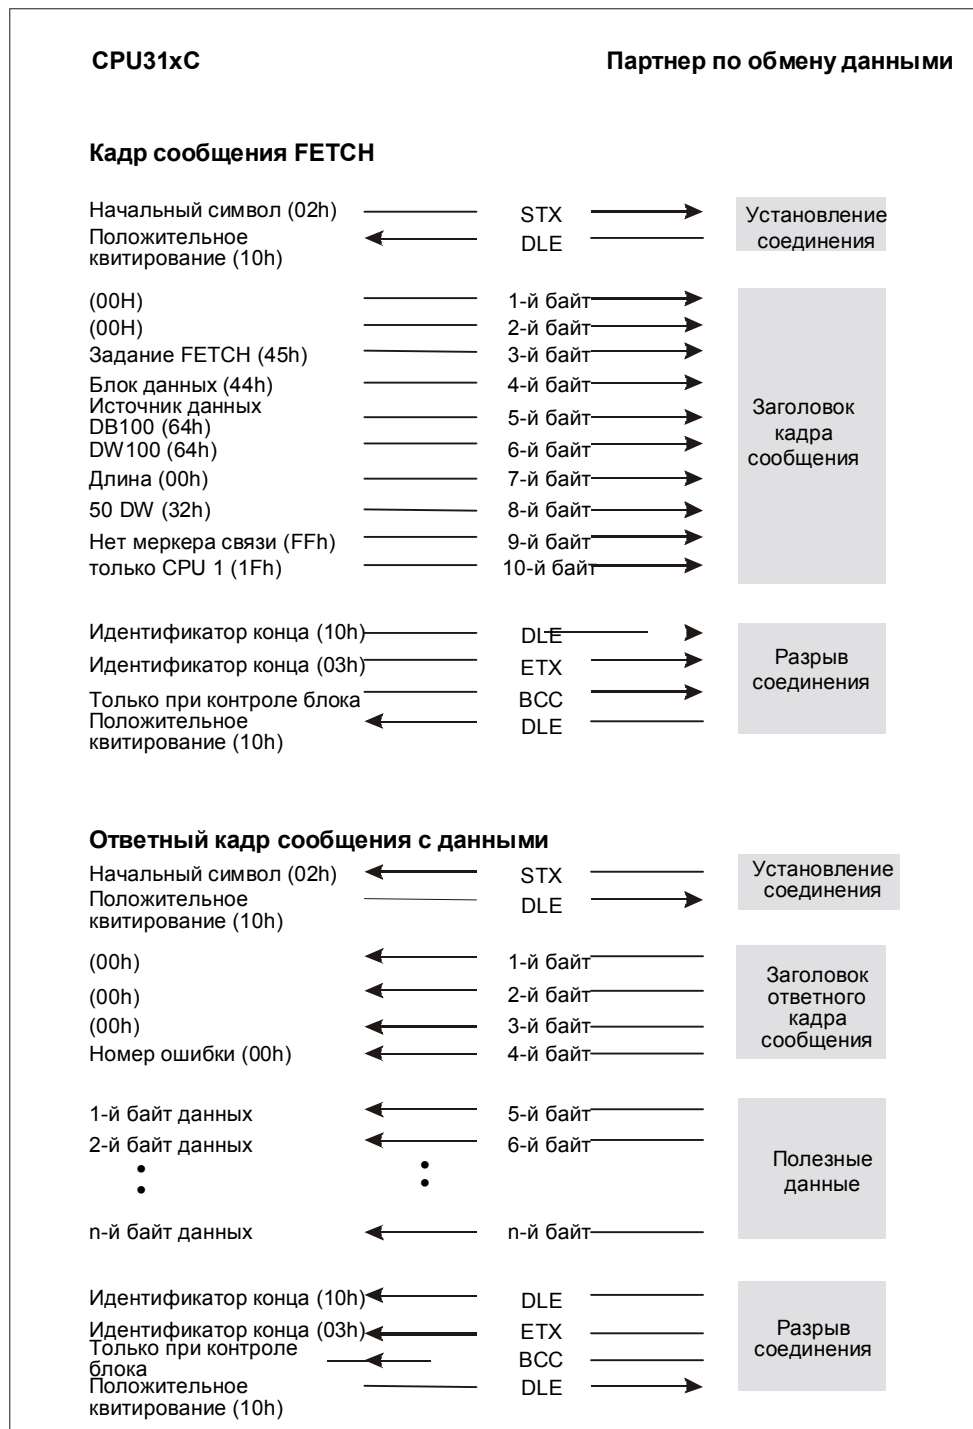 CPU31xC Партнер по обмену данными
Кадр сообщения FETCH
Начальный символ (02h) STX Установление
соединения
Положительное
квитирование (10h) DLE
(00H) 1-й байт
(00H) 2-й байт
Задание FETCH (45h) 3-й байт
Блок данных (44h) 4-й байт
Источник данных
DB100 (64h) 5-й байт
DW100 (64h) 6-й байт
Длина (00h) 7-й байт
50 DW (32h) 8-й байт
Нет меркера связи (FFh) 9-й байт
только CPU 1 (1Fh) 10-й байт
Заголовок
кадра
сообщения
Идентификатор конца (10h) DLE
Идентификатор конца (03h) ETX
Только при контроле блока BCC
Положительное
квитирование (10h) DLE
Разрыв
соединения
Ответный кадр сообщения с данными
Начальный символ (02h) STX
Положительное
квитирование (10h) DLE
Установление
соединения
(00h) 1-й байт
(00h) 2-й байт
(00h) 3-й байт
Номер ошибки (00h) 4-й байт
Заголовок
ответного
кадра
сообщения
1-й байт данных 5-й байт
2-й байт данных 6-й байт
n-й байт данных n-й байт
Полезные
данные
Идентификатор конца (10h) DLE
Идентификатор конца (03h) ETX
Только при контроле
блока BCC
Положительное
квитирование (10h) DLE
Разрыв
соединения